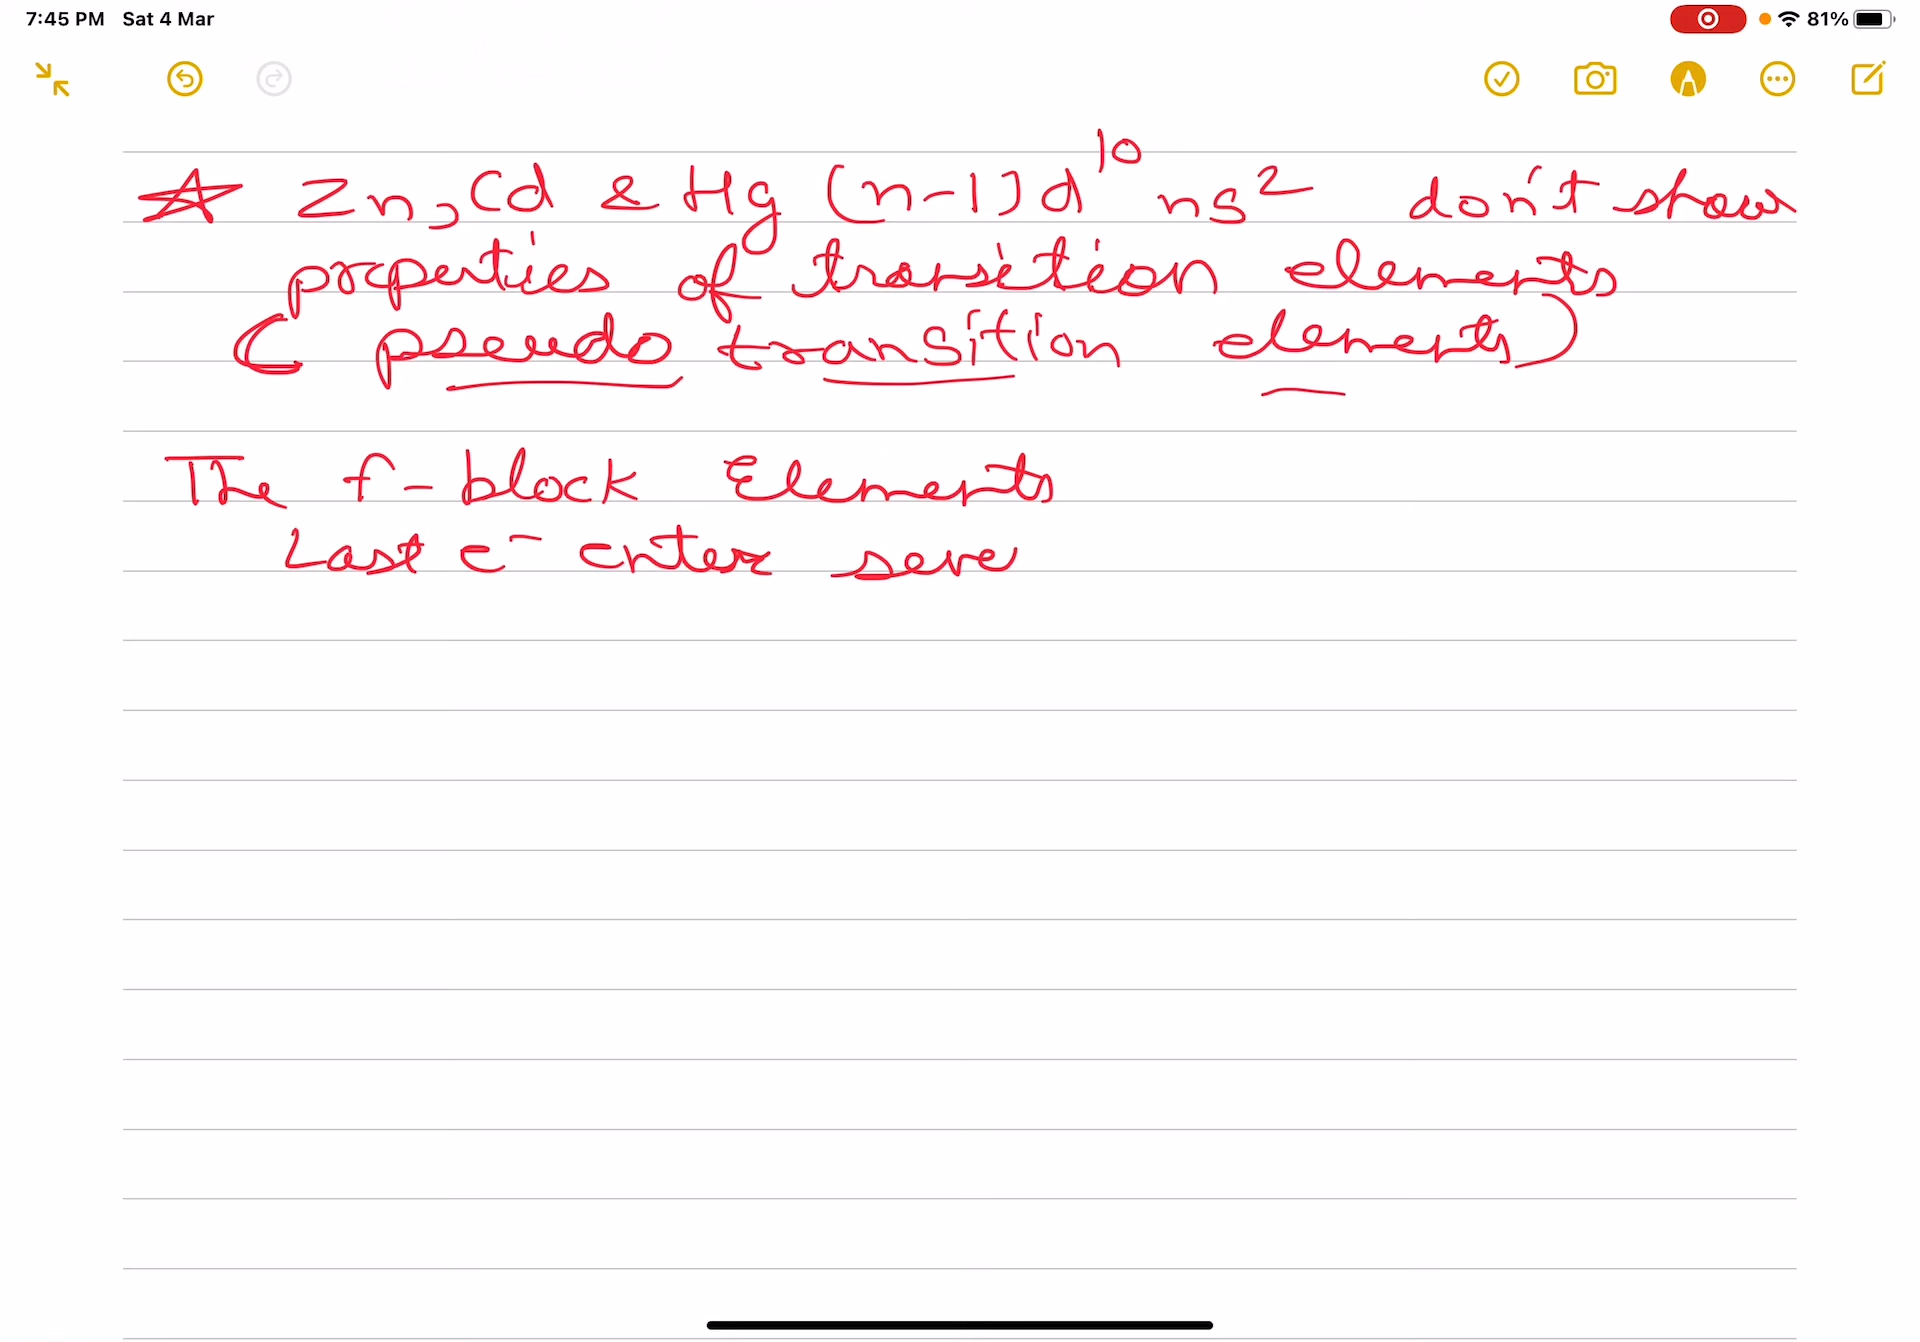 7:45 PM Sat 4 Mar 81%
☆ Zn, Cd & Hg (n-1)d¹⁰ ns² don't show
properties of transition elements
(pseudo transition elements)
The f-block Elements
Last e⁻ enter seve